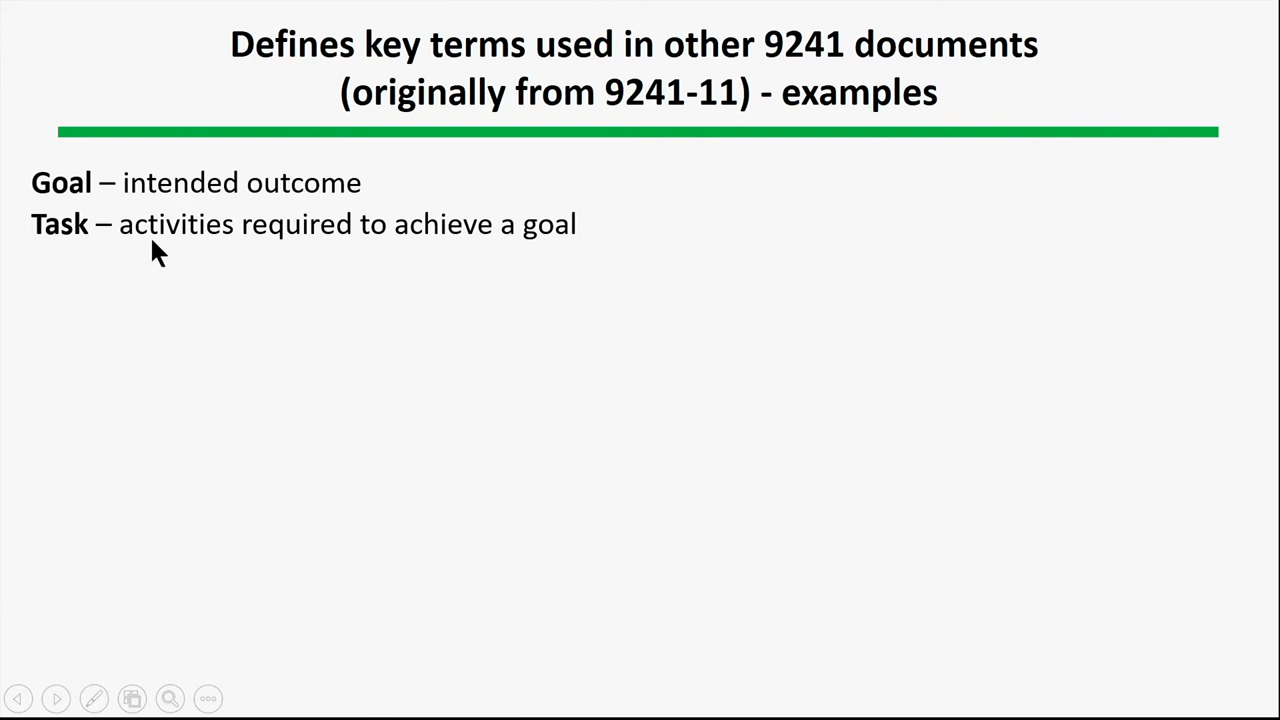 Defines key terms used in other 9241 documents
(originally from 9241-11) - examples
Goal – intended outcome
Task – activities required to achieve a goal